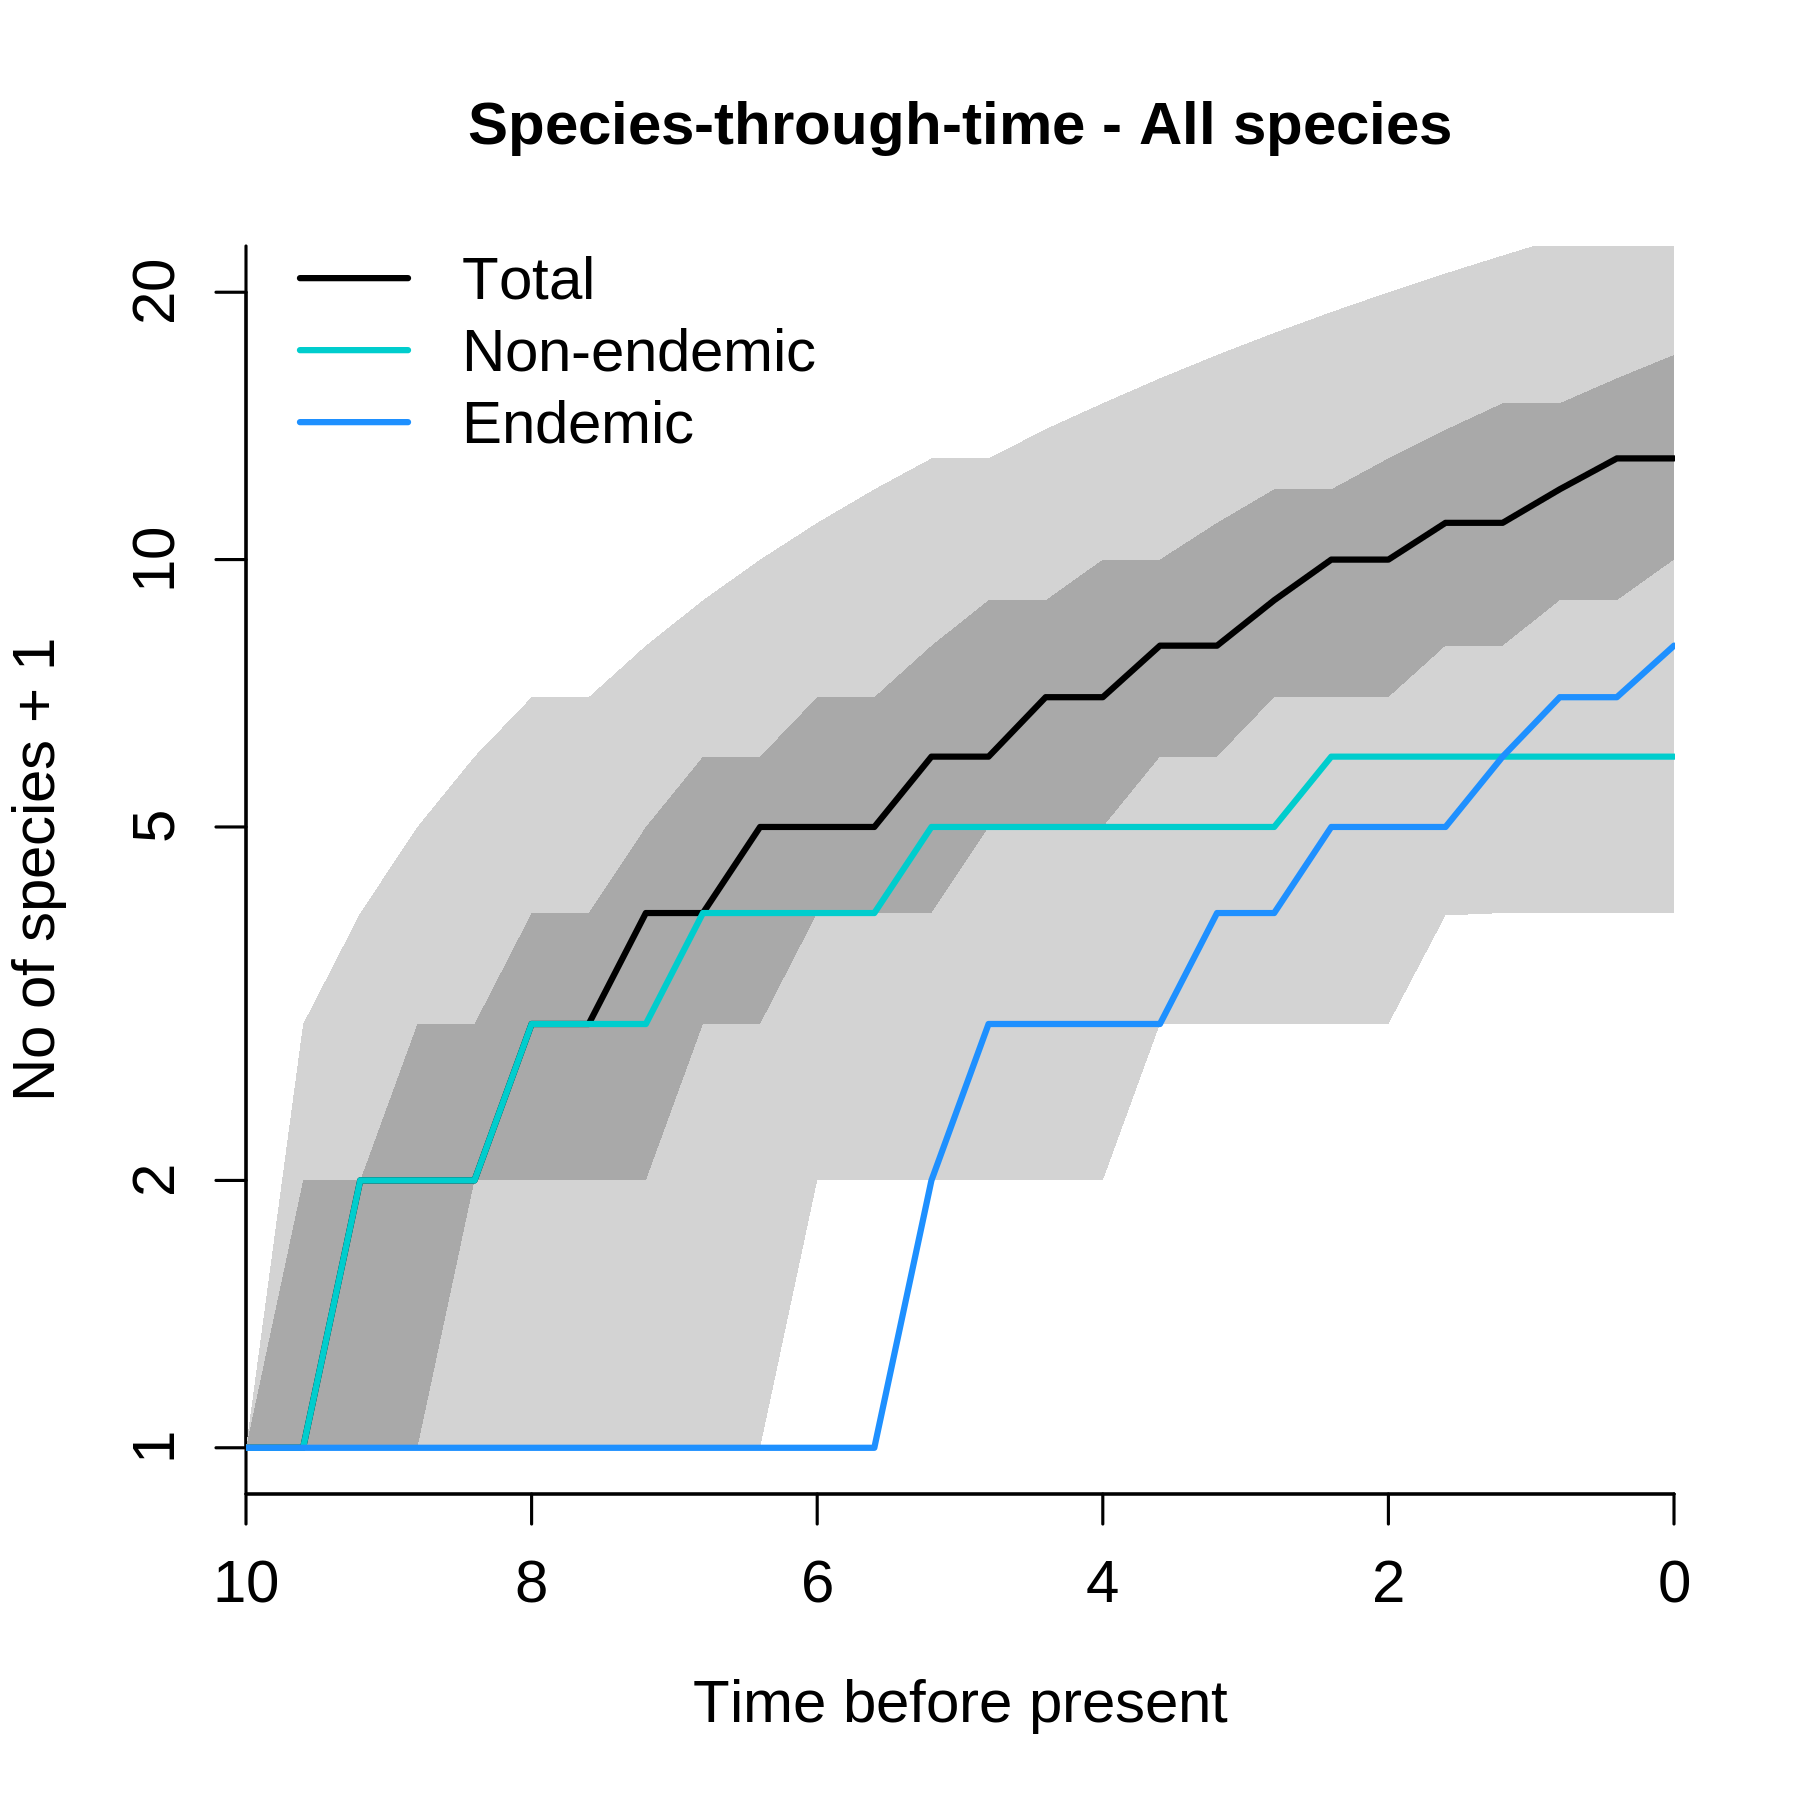 Species-through-time - All species
Total
Non-endemic
Endemic
No of species + 1
20
10
5
2
1
10 8 6 4 2 0
Time before present